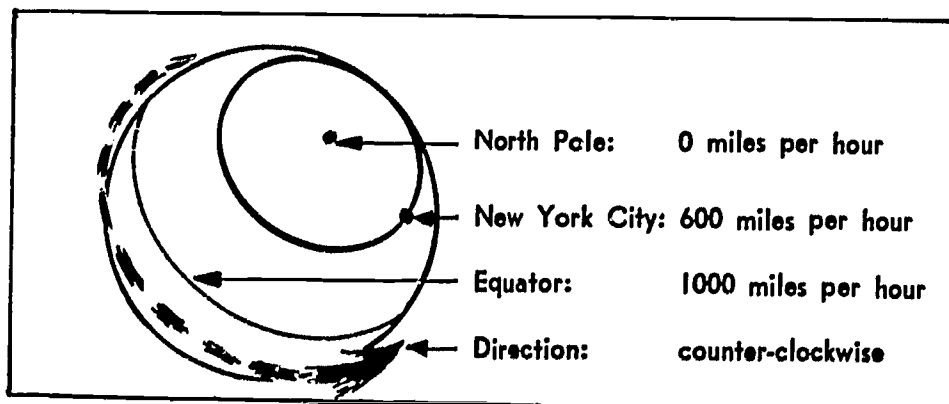 North Pole: 0 miles per hour
New York City: 600 miles per hour
Equator: 1000 miles per hour
Direction: counter-clockwise